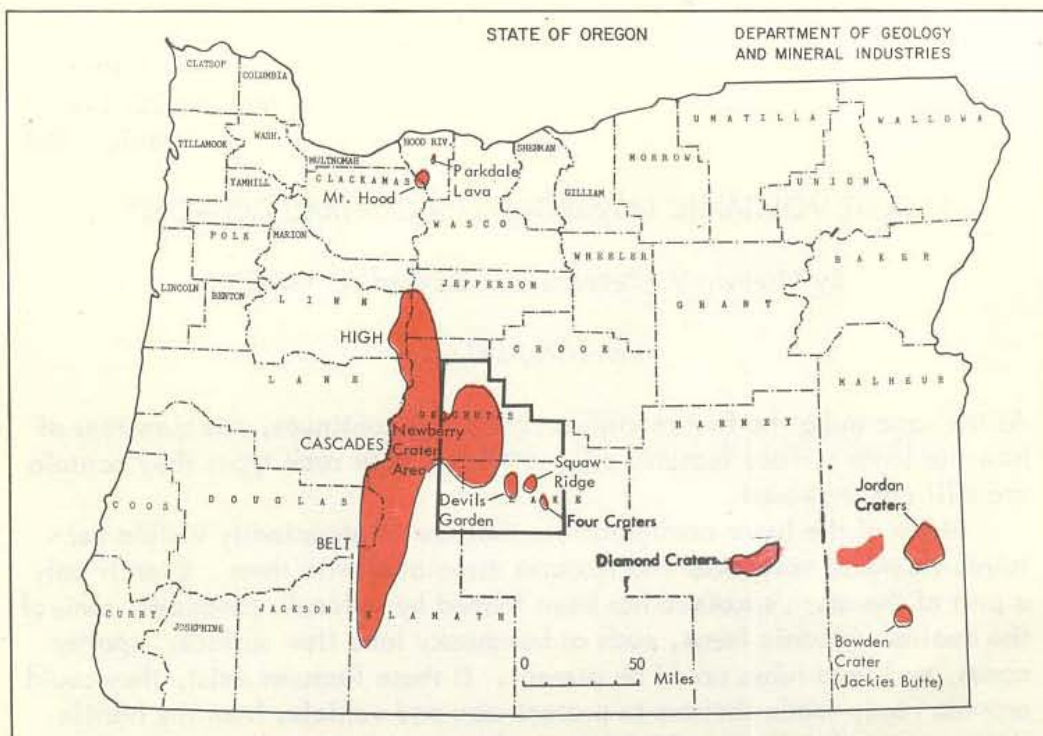 STATE OF OREGON
DEPARTMENT OF GEOLOGY
AND MINERAL INDUSTRIES
CLATSOP
COLUMBIA
TILLAMOOK
WASH.
MULTNOMAH
HOOD RIV.
SHERMAN
UMATILLA
WALLOWA
MORROW
GILLIAM
UNION
YAMHILL
CLACKAMAS
Parkdale
Lava
Mt. Hood
WASCO
POLK
MARION
WHEELER
BAKER
LINCOLN
BENTON
LINN
JEFFERSON
GRANT
HIGH
CROOK
LANE
MALHEUR
DESCHUTES
HARNEY
CASCADES
Newberry
Crater
Area
Squaw
Ridge
Devils
Garden
LAKE
Four Craters
Jordan
Craters
COOS
DOUGLAS
BELT
Diamond Craters
CURRY
JOSEPHINE
JACKSON
KLAMATH
0 50
Miles
Bowden
Crater
(Jackies Butte)